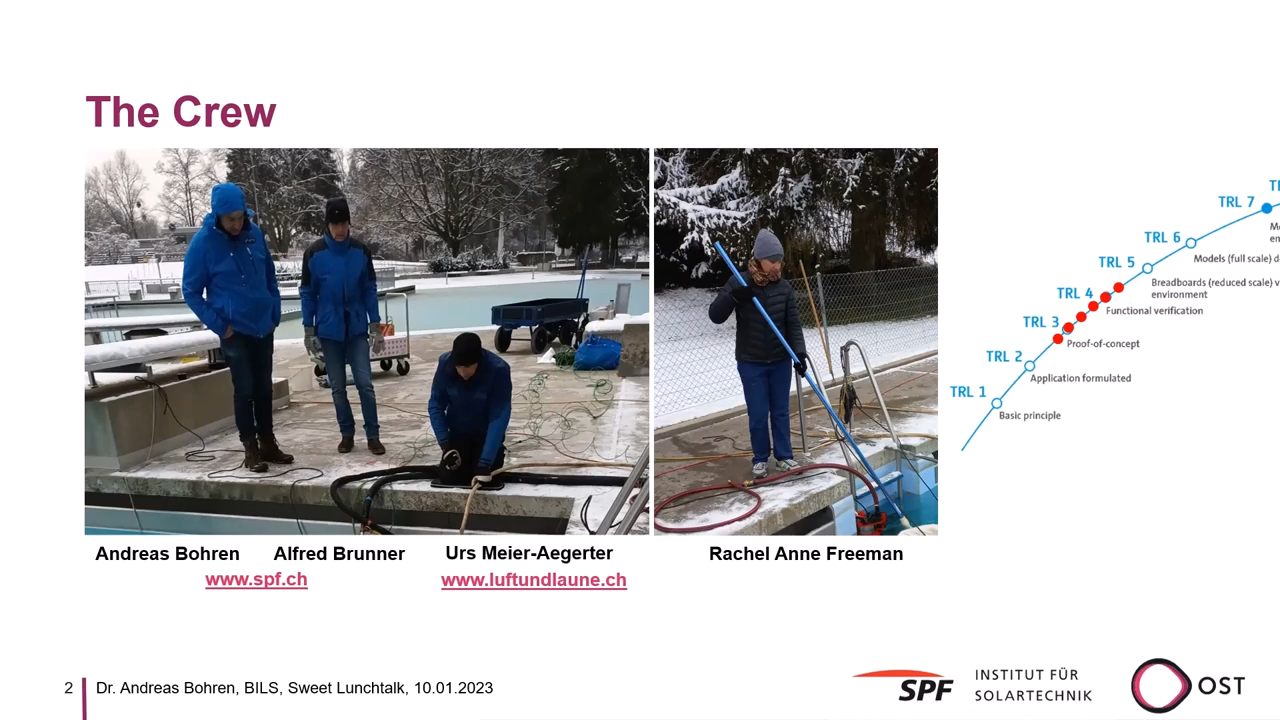 The Crew
TRL 7
TRL 6
Models (full scale)
TRL 5
Breadboards (reduced scale)
environment
TRL 4
Functional verification
TRL 3
Proof-of-concept
TRL 2
Application formulated
TRL 1
Basic principle
Andreas Bohren
Alfred Brunner
Urs Meier-Aegerter
Rachel Anne Freeman
www.spf.ch
www.luftundlaune.ch
2
Dr. Andreas Bohren, BILS, Sweet Lunchtalk, 10.01.2023
SPF
INSTITUT FÜR
SOLARTECHNIK
OST